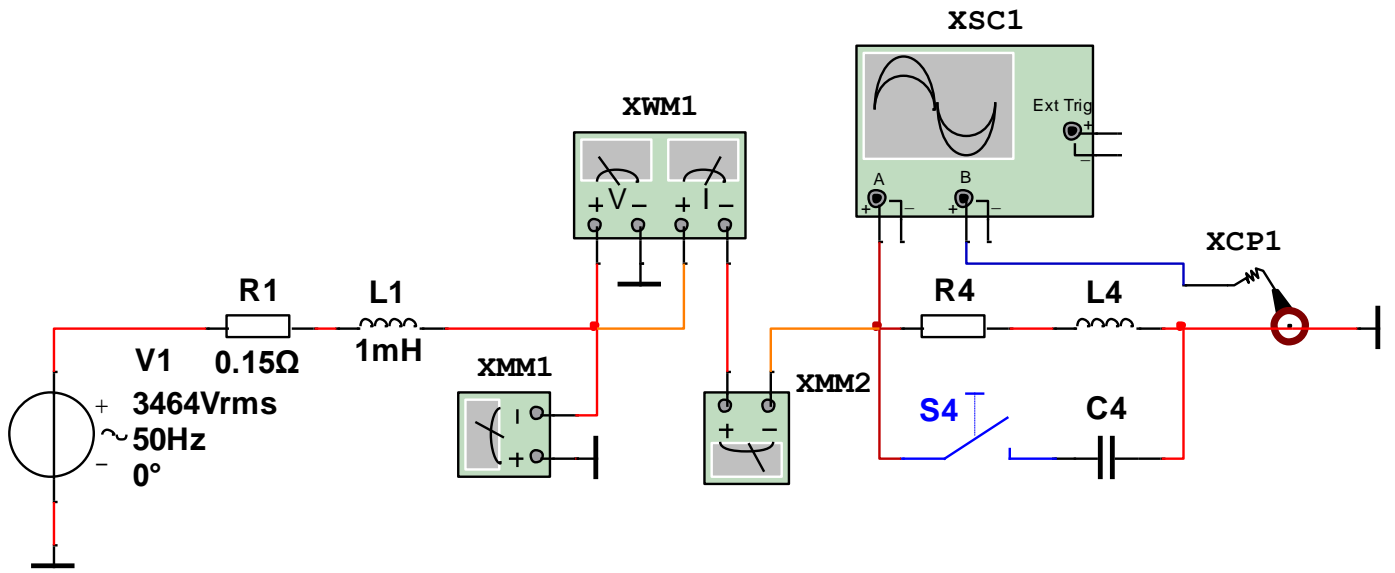 XSC1
Ext Trig
+
−
A
B
+ − + −
XWM1
V I
+ − + −
XCP1
R1
L1
R4
L4
V1
0.15Ω
1mH
XMM1
XMM2
3464Vrms
50Hz
0°
+
−
−
+
+ −
S4
C4